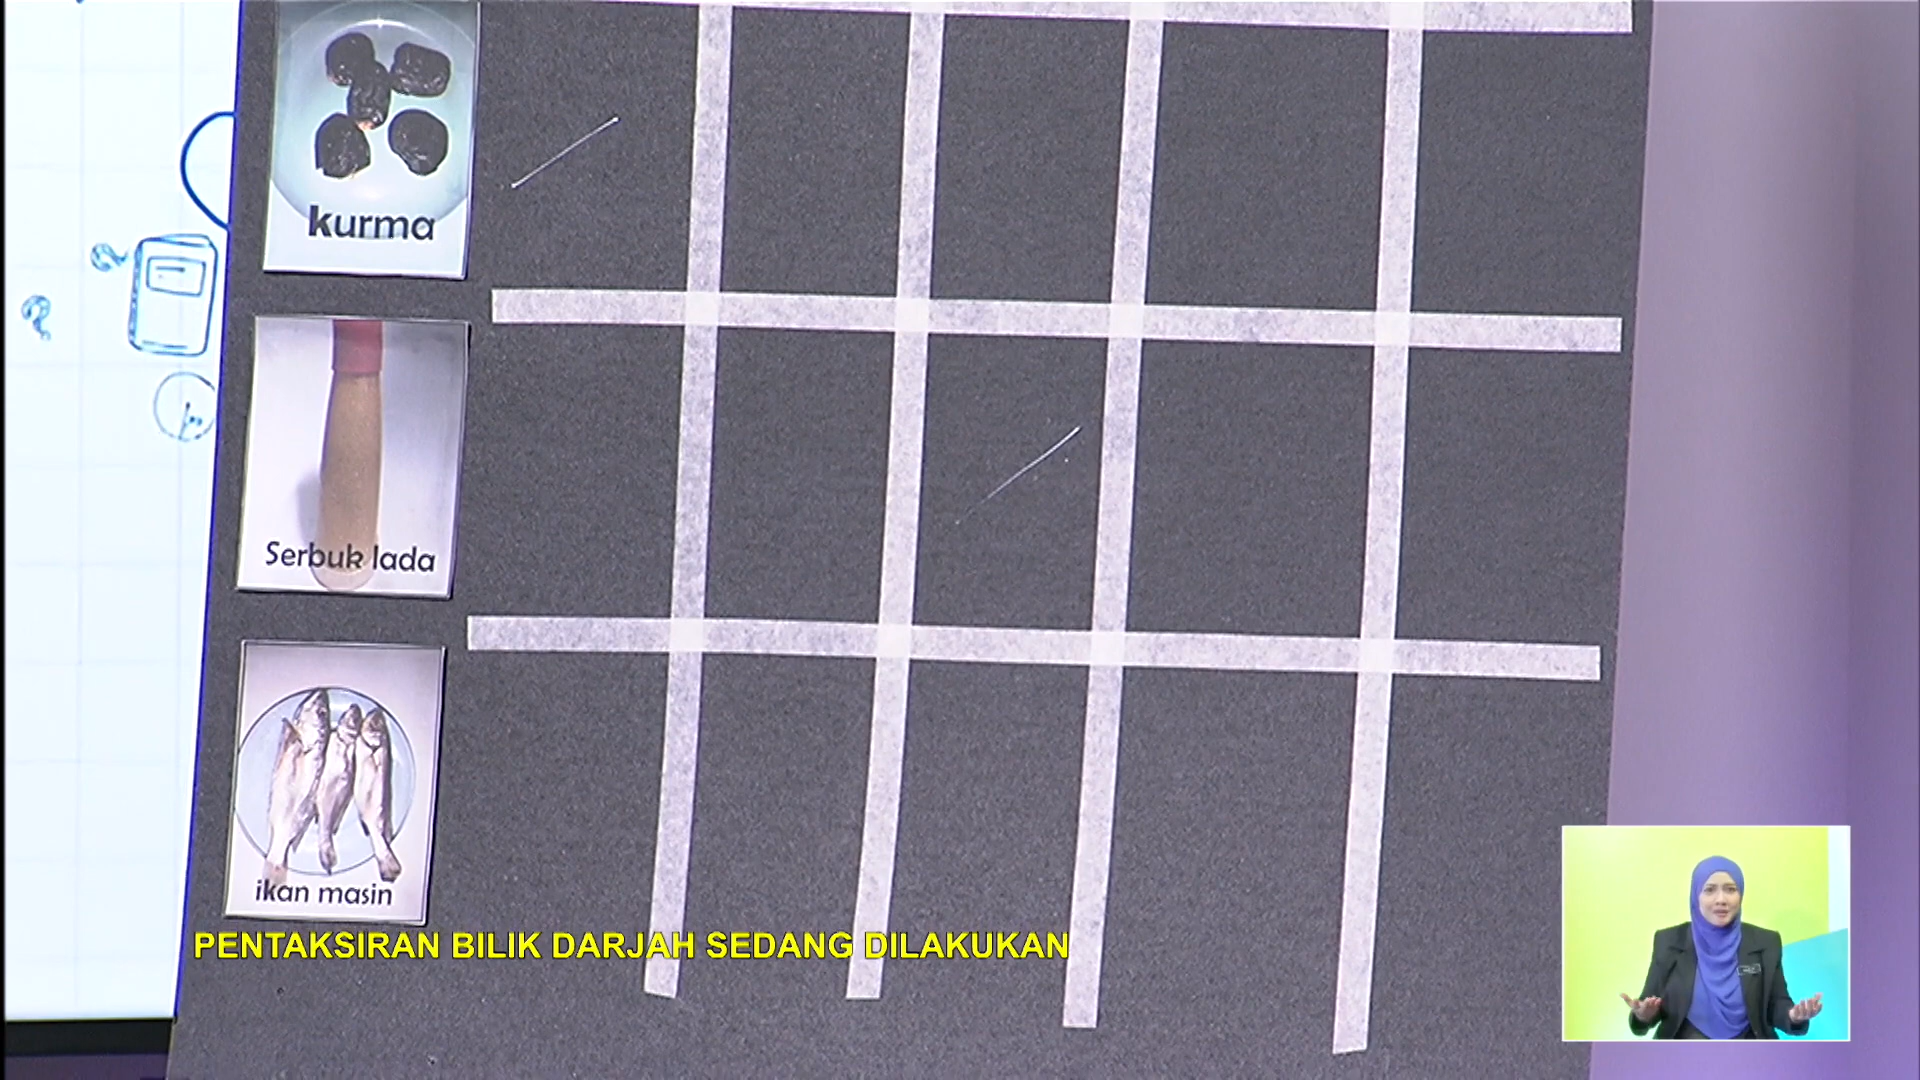 kurma
Serbuk lada
ikan masin
PENTAKSIRAN BILIK DARJAH SEDANG DILAKUKAN